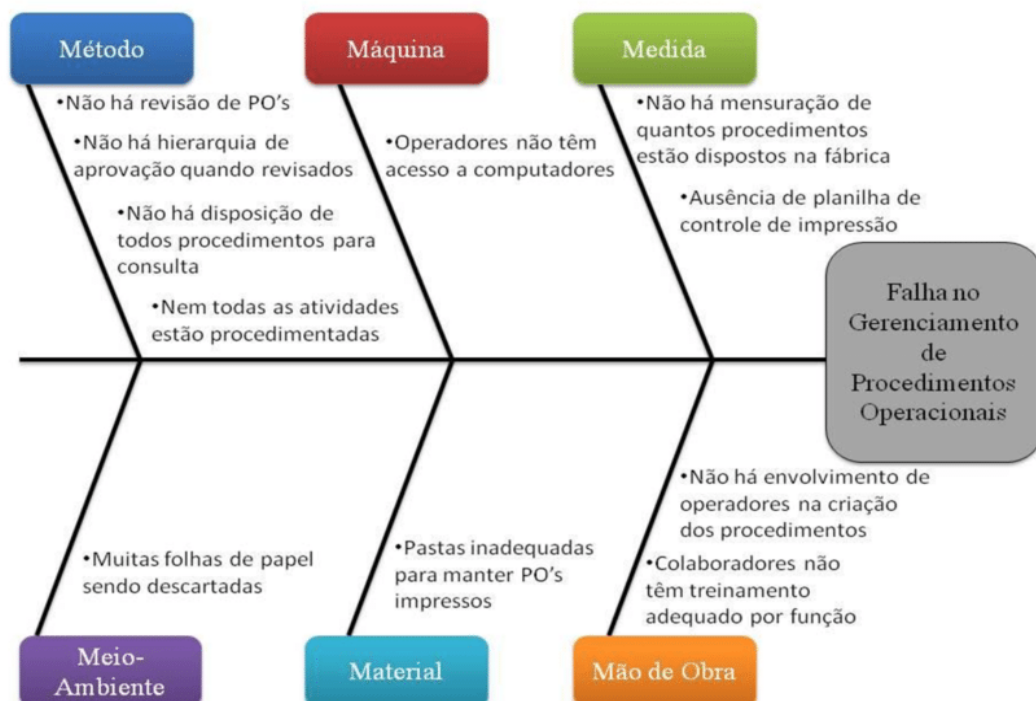 Método
•Não há revisão de PO's
•Não há hierarquia de
aprovação quando revisados
•Não há disposição de
todos procedimentos para
consulta
•Nem todas as atividades
estão procedimentadas
Máquina
•Operadores não têm
acesso a computadores
Medida
•Não há mensuração de
quantos procedimentos
estão dispostos na fábrica
•Ausência de planilha de
controle de impressão
Falha no
Gerenciamento
de
Procedimentos
Operacionais
•Muitas folhas de papel
sendo descartadas
Meio-
Ambiente
•Pastas inadequadas
para manter PO's
impressos
Material
•Não há envolvimento de
operadores na criação
dos procedimentos
•Colaboradores não
têm treinamento
adequado por função
Mão de Obra